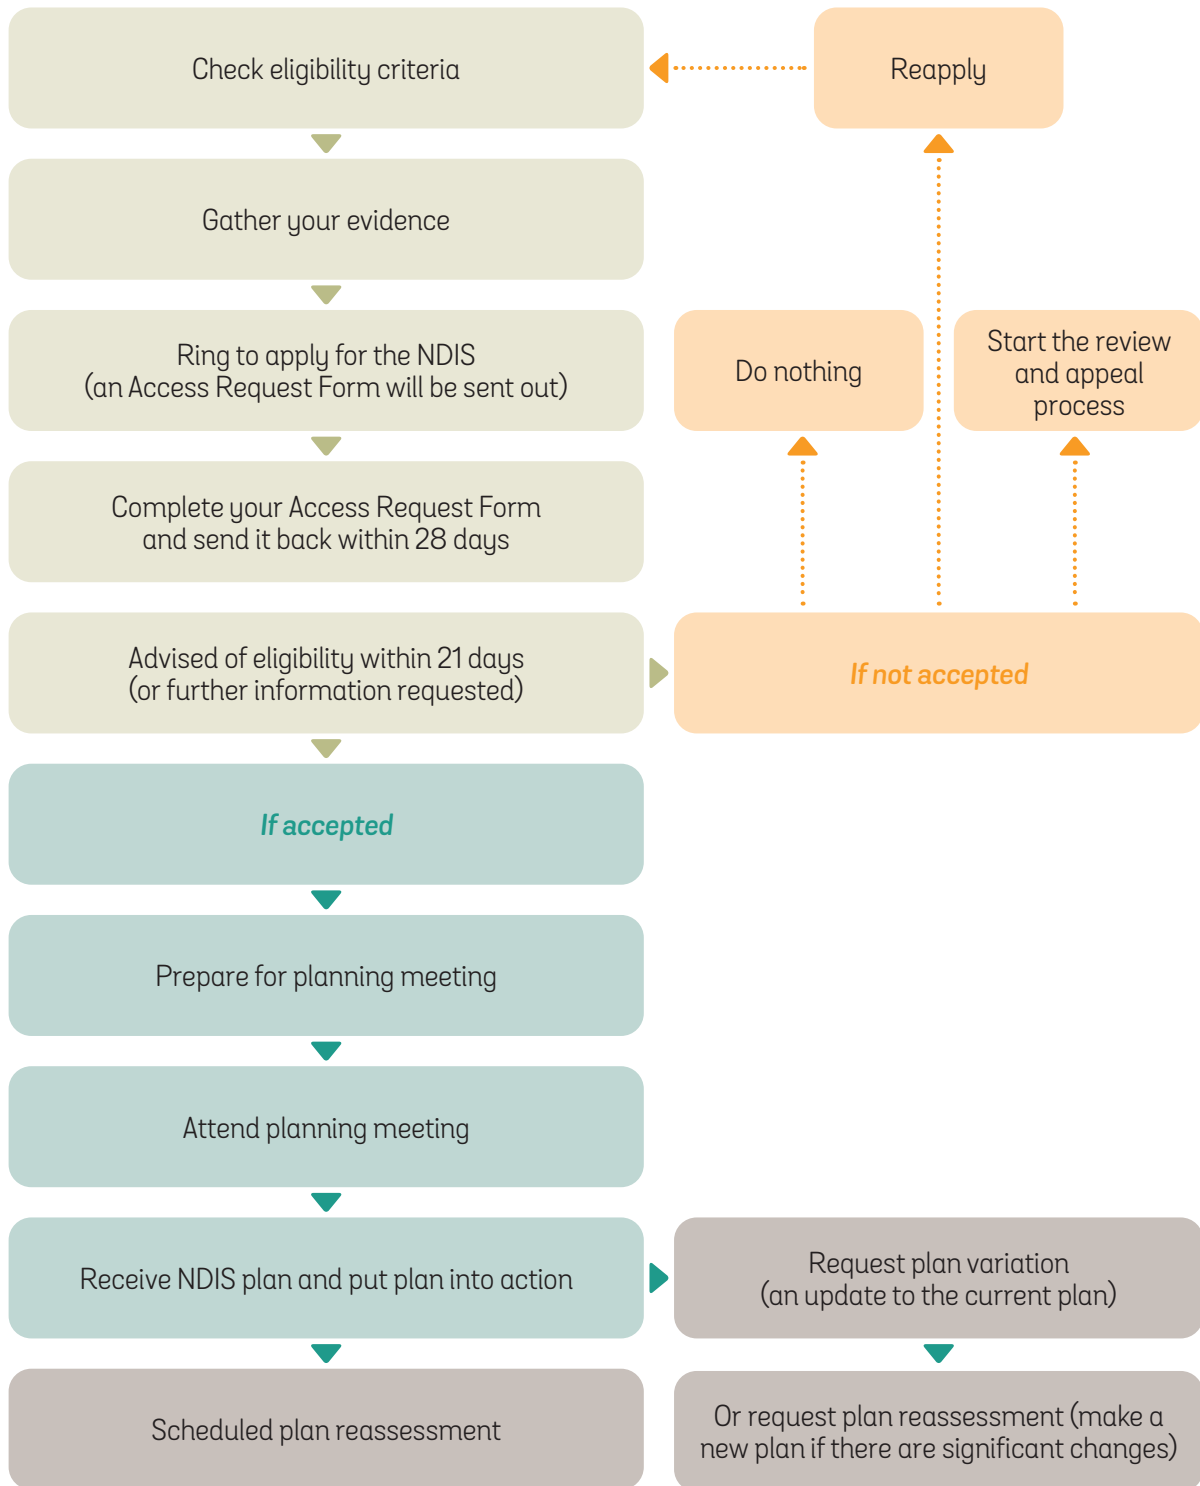 Check eligibility criteria
Reapply
Gather your evidence
Ring to apply for the NDIS
(an Access Request Form will be sent out)
Do nothing
Start the review
and appeal
process
Complete your Access Request Form
and send it back within 28 days
Advised of eligibility within 21 days
(or further information requested)
If not accepted
If accepted
Prepare for planning meeting
Attend planning meeting
Receive NDIS plan and put plan into action
Request plan variation
(an update to the current plan)
Scheduled plan reassessment
Or request plan reassessment (make a
new plan if there are significant changes)